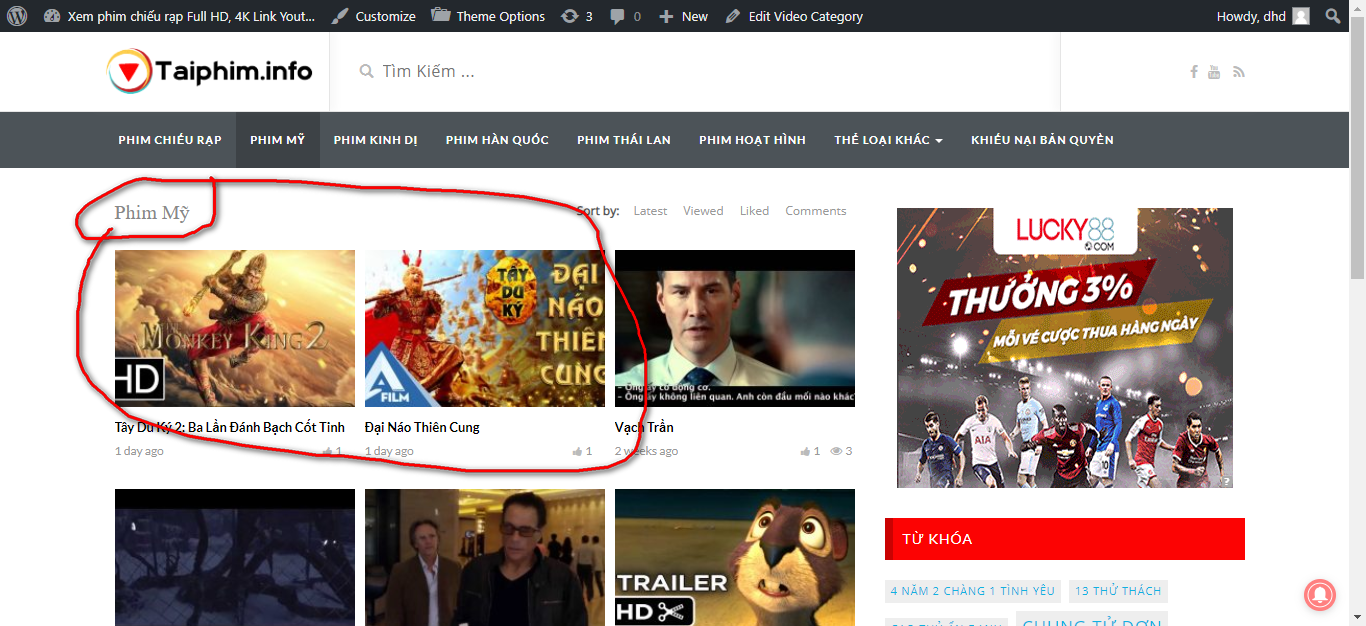 Xem phim chiếu rạp Full HD, 4K Link Yout...
Customize
Theme Options
3
0
New
Edit Video Category
Howdy, dhd
Taiphim.info
Tìm Kiếm ...
PHIM CHIẾU RẠP
PHIM MỸ
PHIM KINH DỊ
PHIM HÀN QUỐC
PHIM THÁI LAN
PHIM HOẠT HÌNH
THỂ LOẠI KHÁC
KHIẾU NẠI BẢN QUYỀN
Phim Mỹ
Sort by:
Latest
Viewed
Liked
Comments
MONKEY KING 2
HD
TÂY DU KÝ
ĐẠI NÁO THIÊN CUNG
A FILM
- Ông ấy có động cơ.
- Ông ấy không liên quan. Anh còn đầu mối nào khác
LUCKY88
.COM
THƯỞNG 3%
MỖI VÉ CƯỢC THUA HÀNG NGÀY
AIA
Tây Du Ký 2: Ba Lần Đánh Bạch Cốt Tinh
Đại Náo Thiên Cung
Vạch Trần
1 day ago
1
1 day ago
1
2 weeks ago
1
3
TRAILER
HD
TỪ KHÓA
4 NĂM 2 CHÀNG 1 TÌNH YÊU
13 THỬ THÁCH
CHUNG TỬ ĐƠN